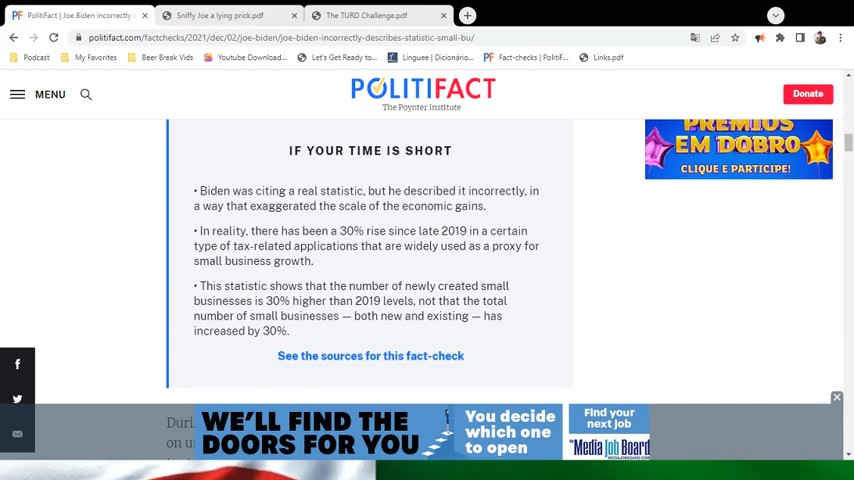 PolitiFact | Joe Biden incorrectly
Sniffy Joe a lying prick.pdf
The TURD Challenge.pdf
politifact.com/factchecks/2021/dec/02/joe-biden/joe-biden-incorrectly-describes-statistic-small-bu/
Podcast
My Favorites
Beer Break Vids
Youtube Download...
Let's Get Ready to...
Linguee | Dicionário...
Fact-checks | PolitiF...
Links.pdf
MENU
POLITIFACT
The Poynter Institute
Donate
PREMIOS
EM DOBRO
CLIQUE E PARTICIPE!
IF YOUR TIME IS SHORT
• Biden was citing a real statistic, but he described it incorrectly, in
a way that exaggerated the scale of the economic gains.
• In reality, there has been a 30% rise since late 2019 in a certain
type of tax-related applications that are widely used as a proxy for
small business growth.
• This statistic shows that the number of newly created small
businesses is 30% higher than 2019 levels, not that the total
number of small businesses — both new and existing — has
increased by 30%.
See the sources for this fact-check
Duri
on u
WE'LL FIND THE
DOORS FOR YOU
You decide
which one
to open
Find your
next job
The Media Job Board
MEDIAJOBBOARD.COM